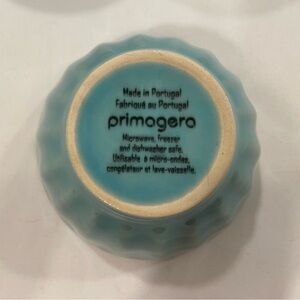 Made in Portugal
Fabriqué au Portugal
primagera
Microwave, freezer
and dishwasher safe.
Utilisable à micro-ondes,
congélateur et lave-vaisselle.